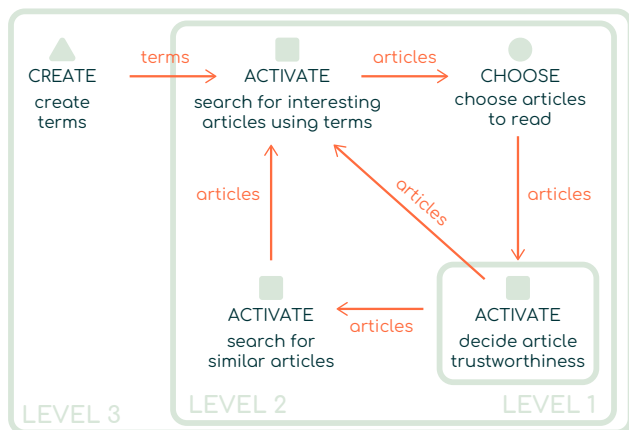 terms
articles
CREATE
ACTIVATE
CHOOSE
create
terms
search for interesting
articles using terms
choose articles
to read
articles
articles
articles
ACTIVATE
ACTIVATE
articles
search for
similar articles
decide article
trustworthiness
LEVEL 3
LEVEL 2
LEVEL 1